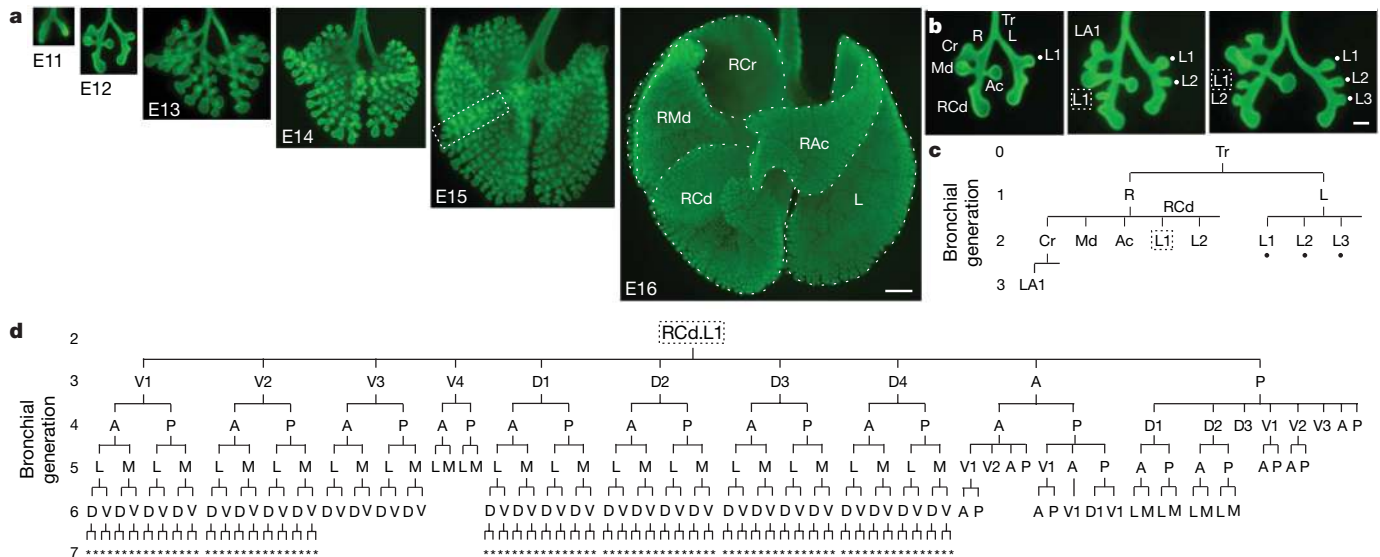 a
E11
E12
E13
E14
E15
RCr
RMd
RAc
RCd
L
E16
b
Tr
R L
Cr
L1
Md
Ac
RCd
LA1
L1
L2
L1
L1
L2
L1
L2
L3
c
Bronchial generation
0 Tr
1 R L
RCd
2 Cr Md Ac L1 L2 L1 L2 L3
3 LA1
d
Bronchial generation
2 RCd.L1
3 V1 V2 V3 V4 D1 D2 D3 D4 A P
4 A P A P A P A P A P A P A P A P A P D1 D2 D3 V1 V2 V3 A P
5 L M L M L M L M L M L M L M L M L M L M L M L M L M L M L M L M V1 V2 A P V1 A P A P A P A P A P
6 D V D V D V D V D V D V D V D V D V D V D V D V D V D V D V D V D V D V D V D V D V D V D V D V D V D V D V D V A P A P V1 D1 V1 L M L M L M L M
7 **************** **************** **************** **************** **************** ****************